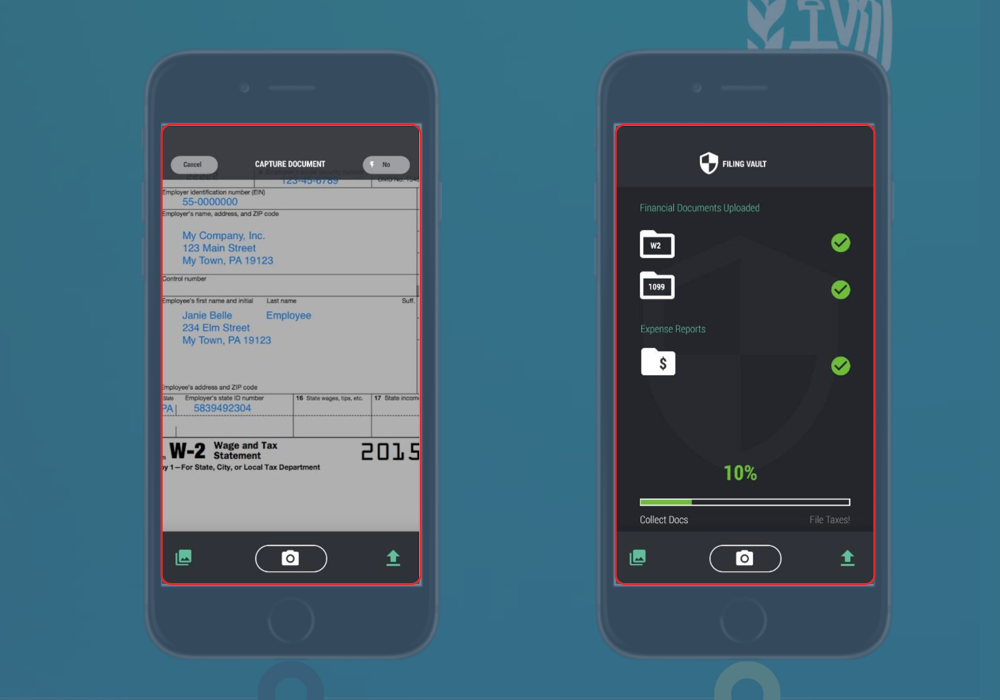 Cancel
CAPTURE DOCUMENT
No
123-45-6789
Employer identification number (EIN)
55-0000000
Employer's name, address, and ZIP code
My Company, Inc.
123 Main Street
My Town, PA 19123
Control number
Employee's first name and initial Last name Suff.
Janie Belle Employee
234 Elm Street
My Town, PA 19123
Employee's address and ZIP code
State Employer's state ID number 16 State wages, tips, etc. 17 State incom
PA 5839492304
W-2 Wage and Tax
Statement
2015
y 1—For State, City, or Local Tax Department
FILING VAULT
Financial Documents Uploaded
W2
1099
Expense Reports
$
10%
Collect Docs File Taxes!